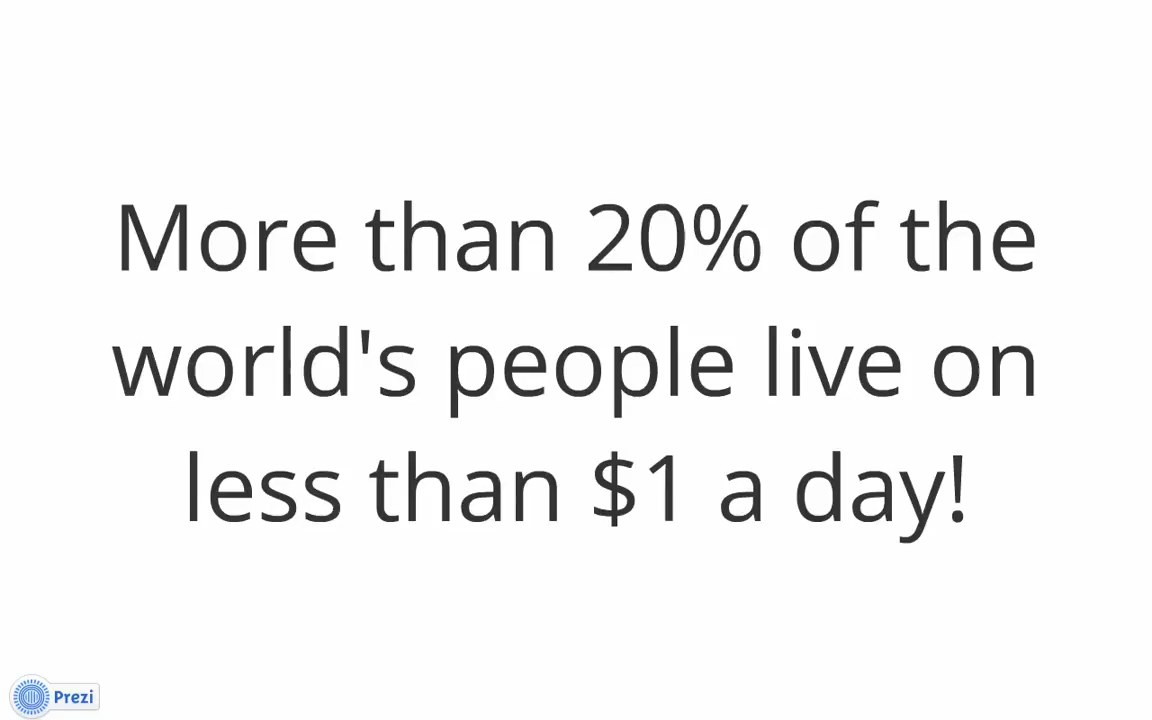 More than 20% of the
world's people live on
less than $1 a day!
Prezi